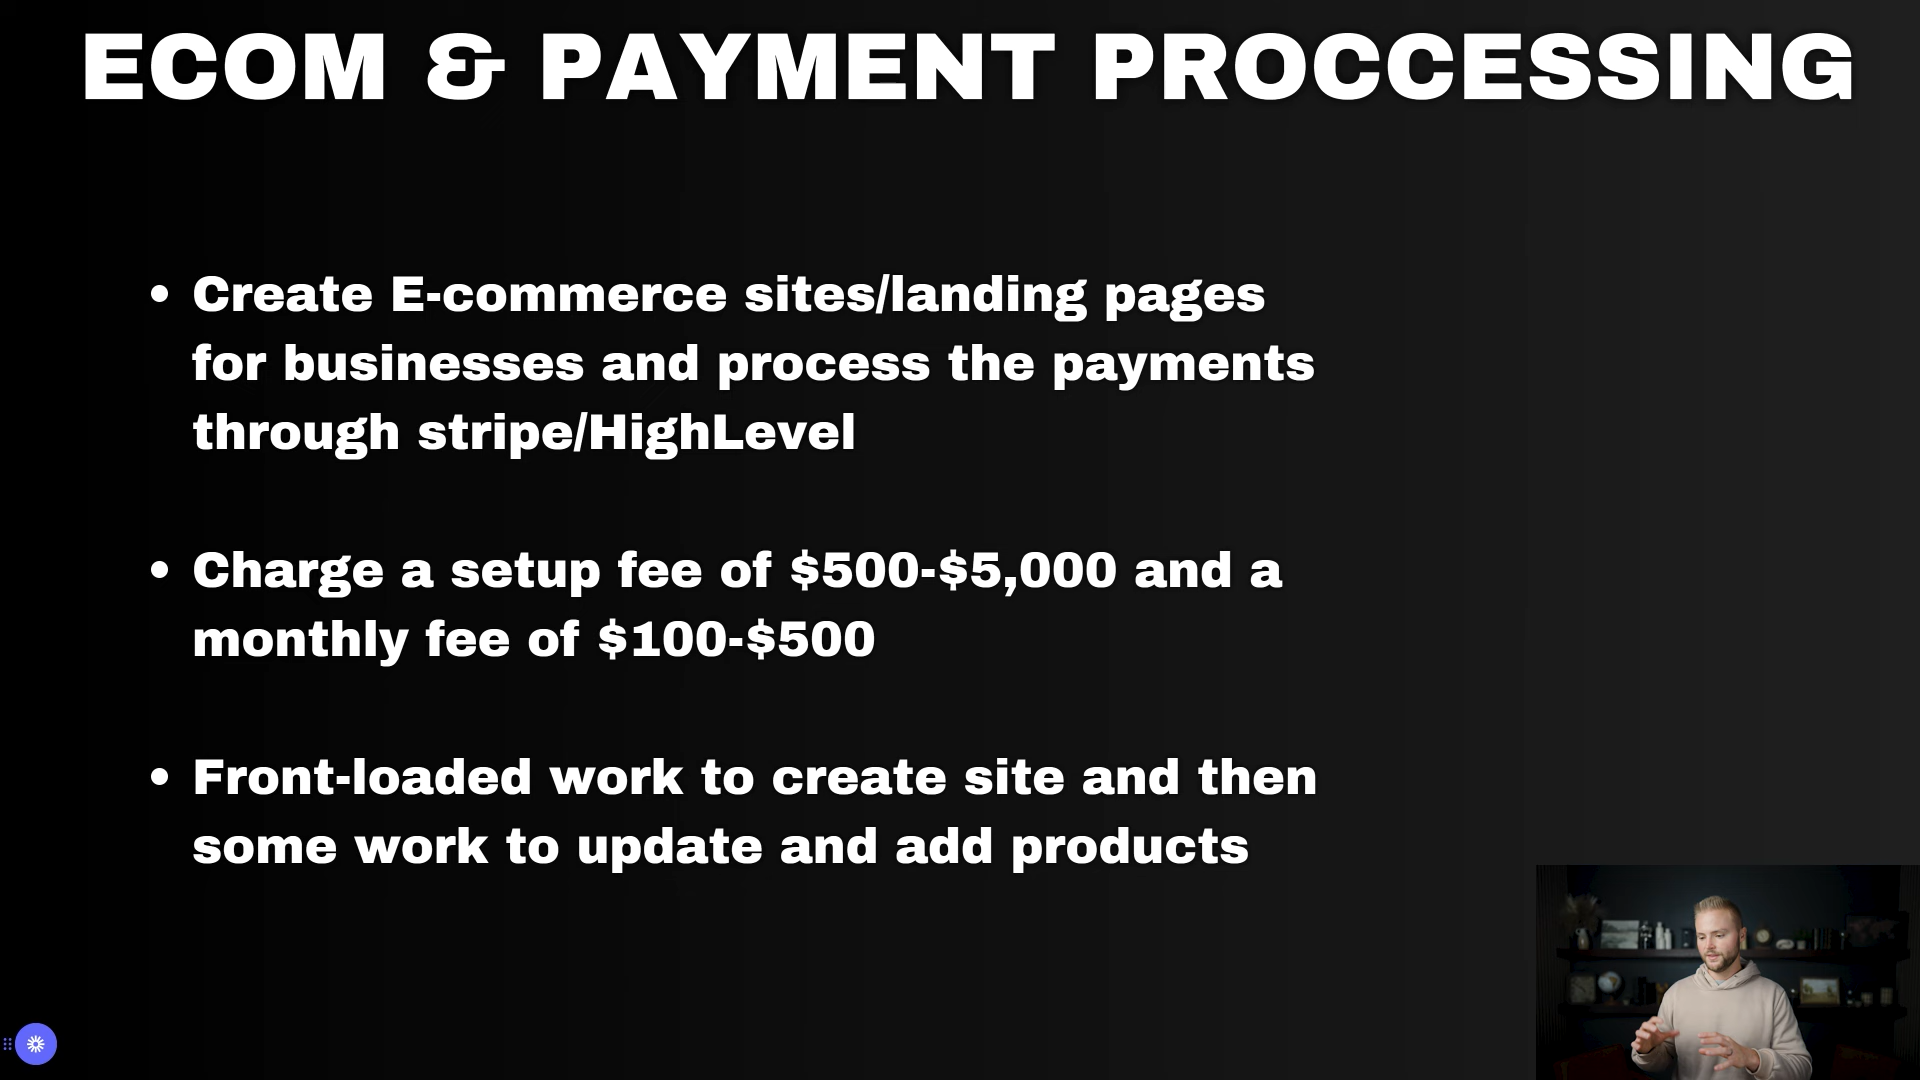 ECOM & PAYMENT PROCCESSING
• Create E-commerce sites/landing pages
for businesses and process the payments
through stripe/HighLevel
• Charge a setup fee of $500-$5,000 and a
monthly fee of $100-$500
• Front-loaded work to create site and then
some work to update and add products